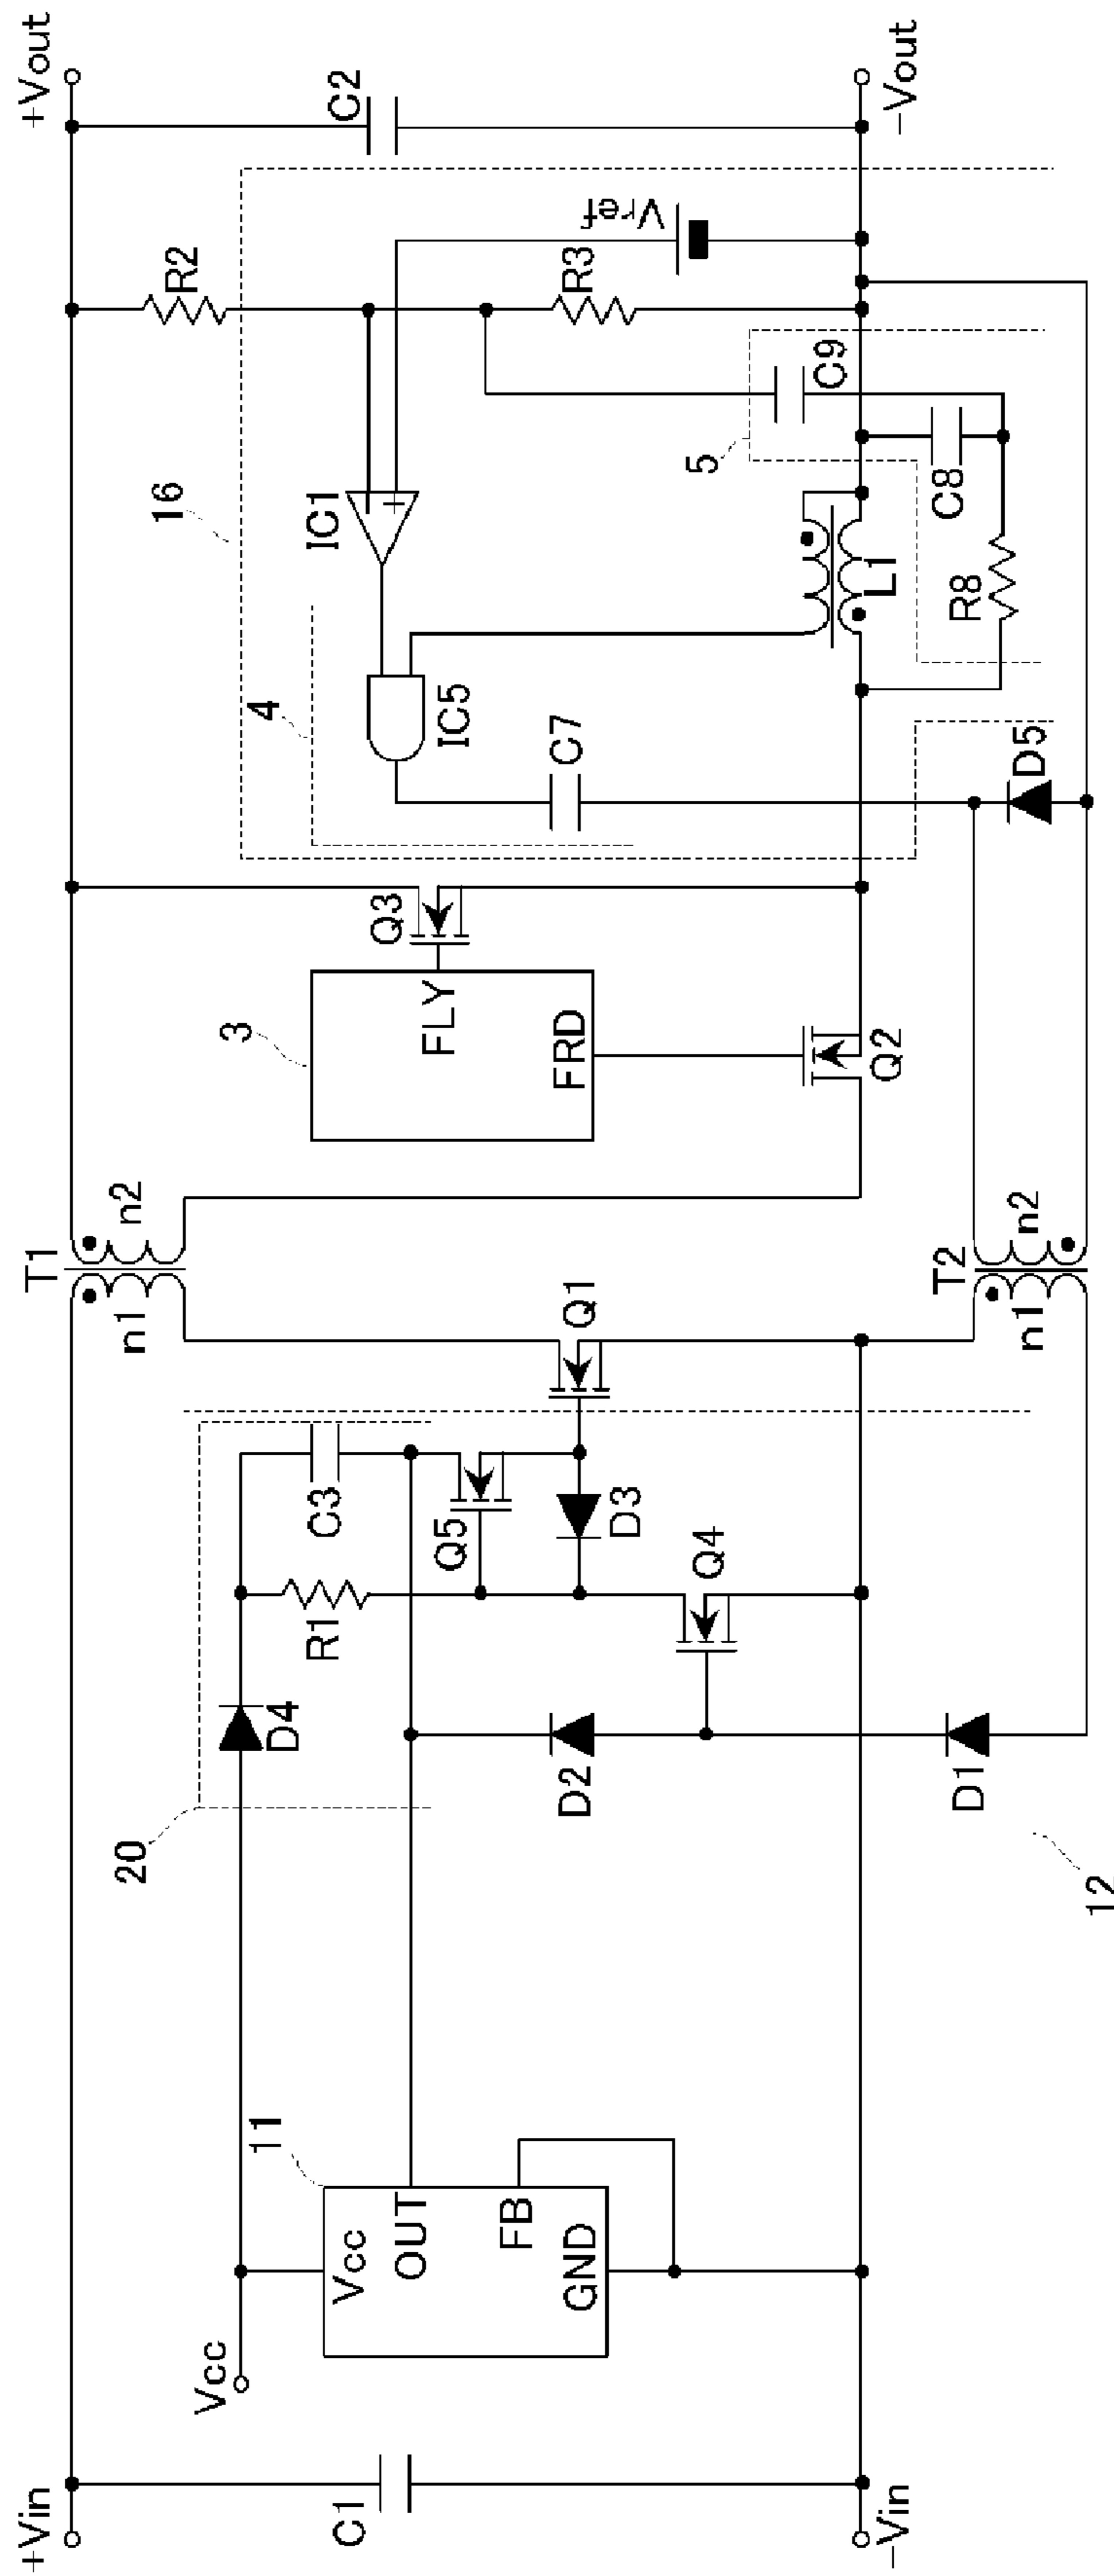 +Vin
−Vin
C1
Vcc
11
Vcc
OUT
FB
GND
20
D4
R1
C3
Q5
D3
Q4
D2
D1
12
Q1
T1
n1
n2
T2
n1
n2
3
FLY
FRD
Q3
Q2
16
4
IC5
C7
IC1
−
+
L1
5
R8
C8
C9
D5
R2
R3
Vref
C2
+Vout
−Vout